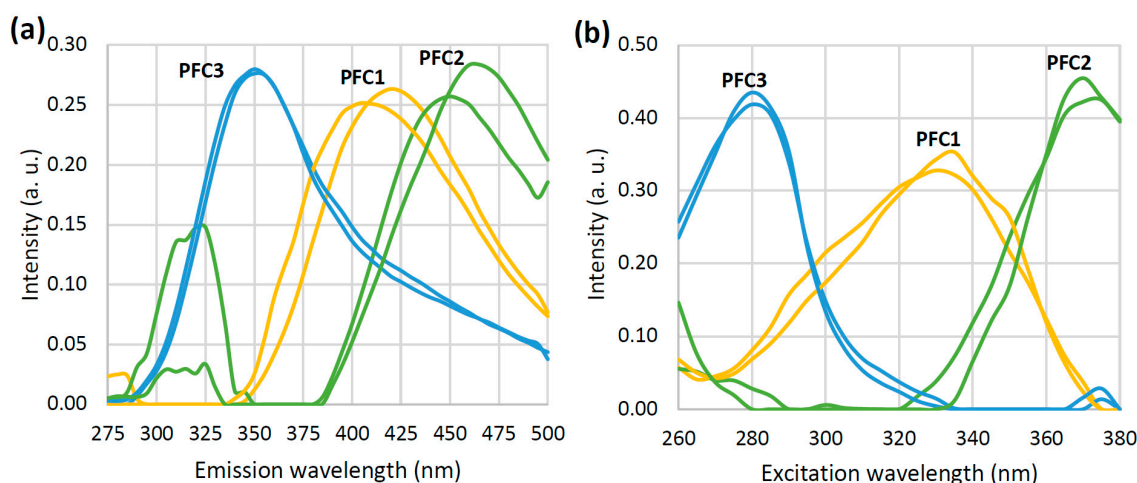 (a)
0.30
0.25
0.20
0.15
0.10
0.05
0.00
Intensity (a. u.)
PFC3
PFC1
PFC2
275 300 325 350 375 400 425 450 475 500
Emission wavelength (nm)
(b)
0.50
0.40
0.30
0.20
0.10
0.00
Intensity (a. u.)
PFC3
PFC1
PFC2
260 280 300 320 340 360 380
Excitation wavelength (nm)